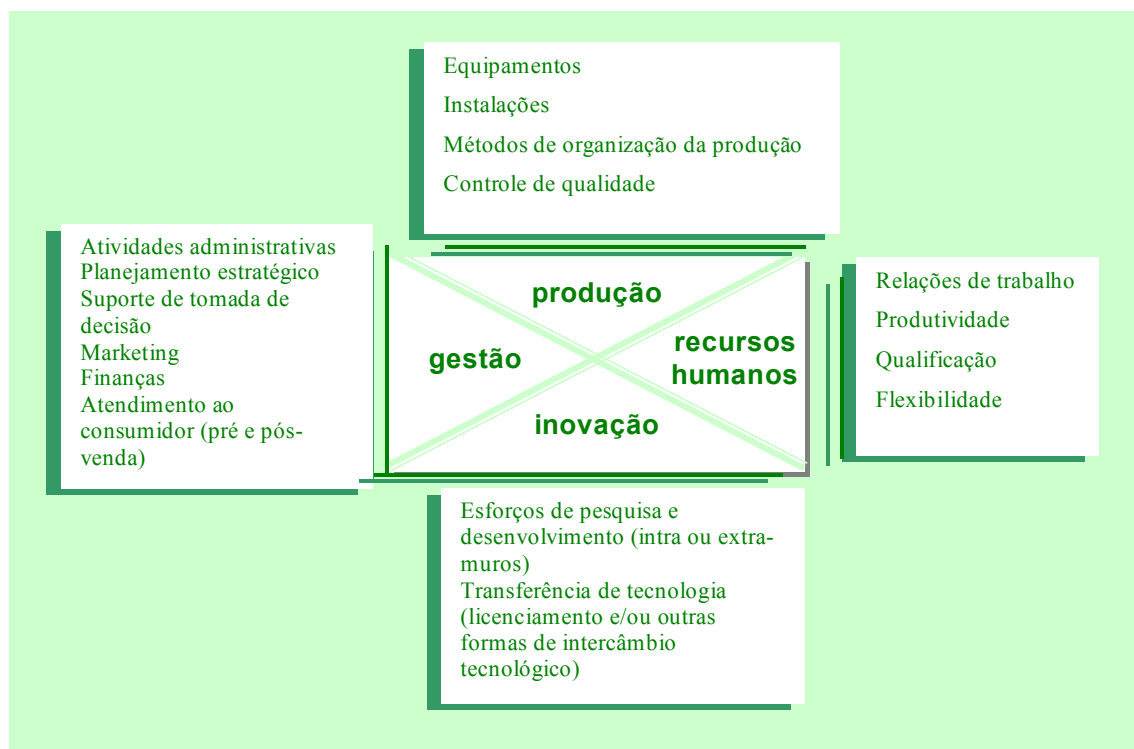 Equipamentos
Instalações
Métodos de organização da produção
Controle de qualidade
Atividades administrativas
Planejamento estratégico
Suporte de tomada de
decisão
Marketing
Finanças
Atendimento ao
consumidor (pré e pós-
venda)
produção
gestão
recursos
humanos
inovação
Relações de trabalho
Produtividade
Qualificação
Flexibilidade
Esforços de pesquisa e
desenvolvimento (intra ou extra-
muros)
Transferência de tecnologia
(licenciamento e/ou outras
formas de intercâmbio
tecnológico)